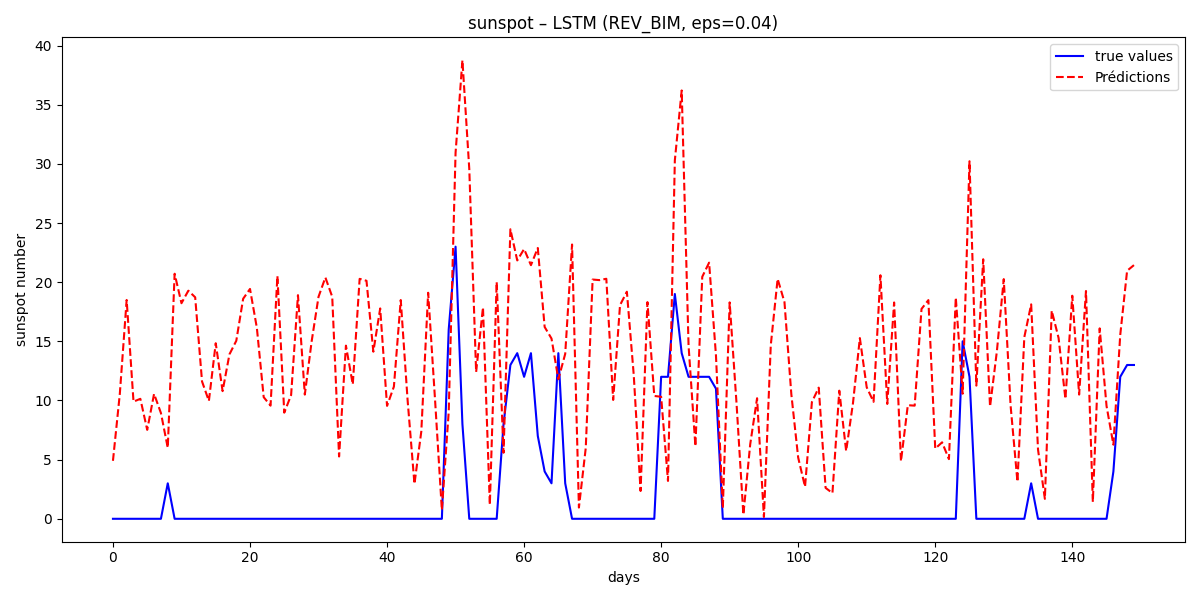 sunspot – LSTM (REV_BIM, eps=0.04)
true values
Prédictions
sunspot number
40
35
30
25
20
15
10
5
0
0 20 40 60 80 100 120 140
days